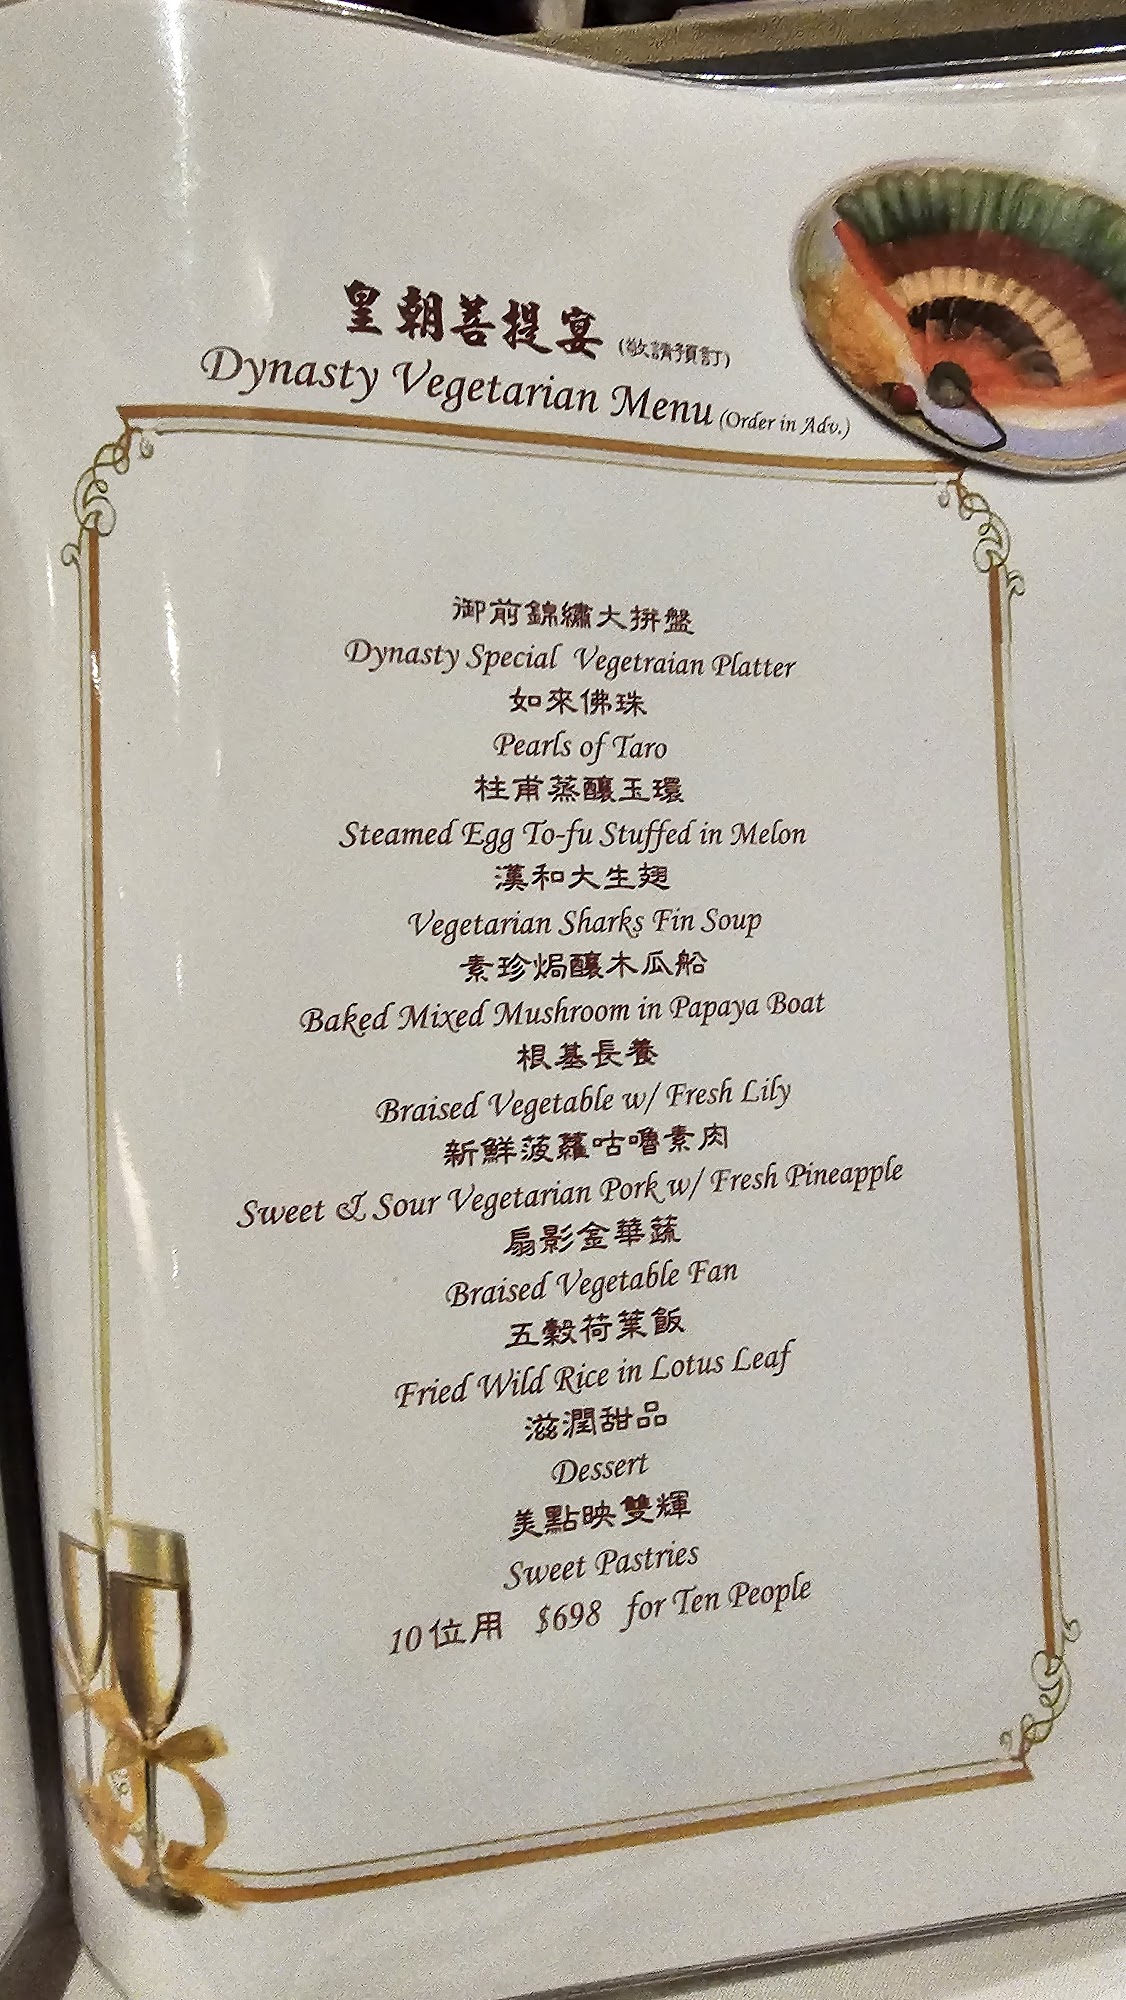 皇朝菩提宴 (敬請預訂)
Dynasty Vegetarian Menu (Order in Adv.)
御前錦繡大拼盤
Dynasty Special Vegetraian Platter
如來佛珠
Pearls of Taro
柱甫蒸釀玉環
Steamed Egg To-fu Stuffed in Melon
漢和大生翅
Vegetarian Sharks Fin Soup
素珍焗釀木瓜船
Baked Mixed Mushroom in Papaya Boat
根基長養
Braised Vegetable w/ Fresh Lily
新鮮菠蘿咕嚕素肉
Sweet & Sour Vegetarian Pork w/ Fresh Pineapple
扇影金華蔬
Braised Vegetable Fan
五穀荷葉飯
Fried Wild Rice in Lotus Leaf
滋潤甜品
Dessert
美點映雙輝
Sweet Pastries
10位用 $698 for Ten People